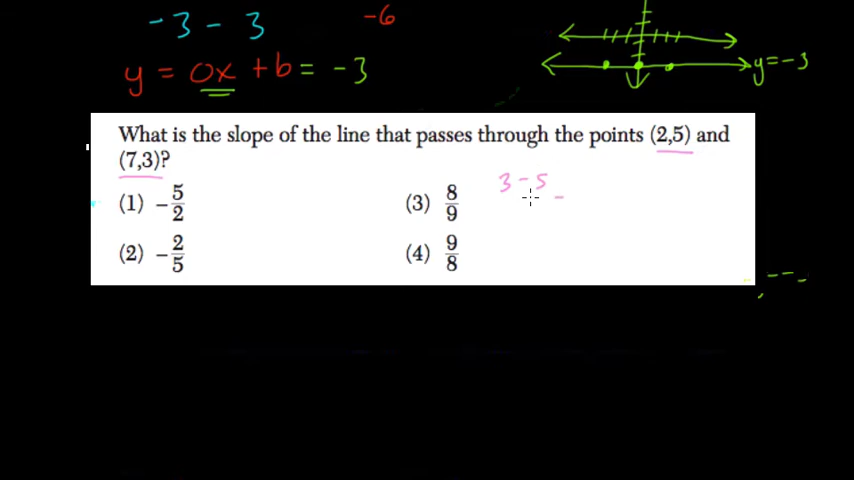 -3 - 3
-6
y = 0x + b = -3
y=-3
What is the slope of the line that passes through the points (2,5) and
(7,3)?
(1) -5/2
(3) 8/9
3-5
-
(2) -2/5
(4) 9/8